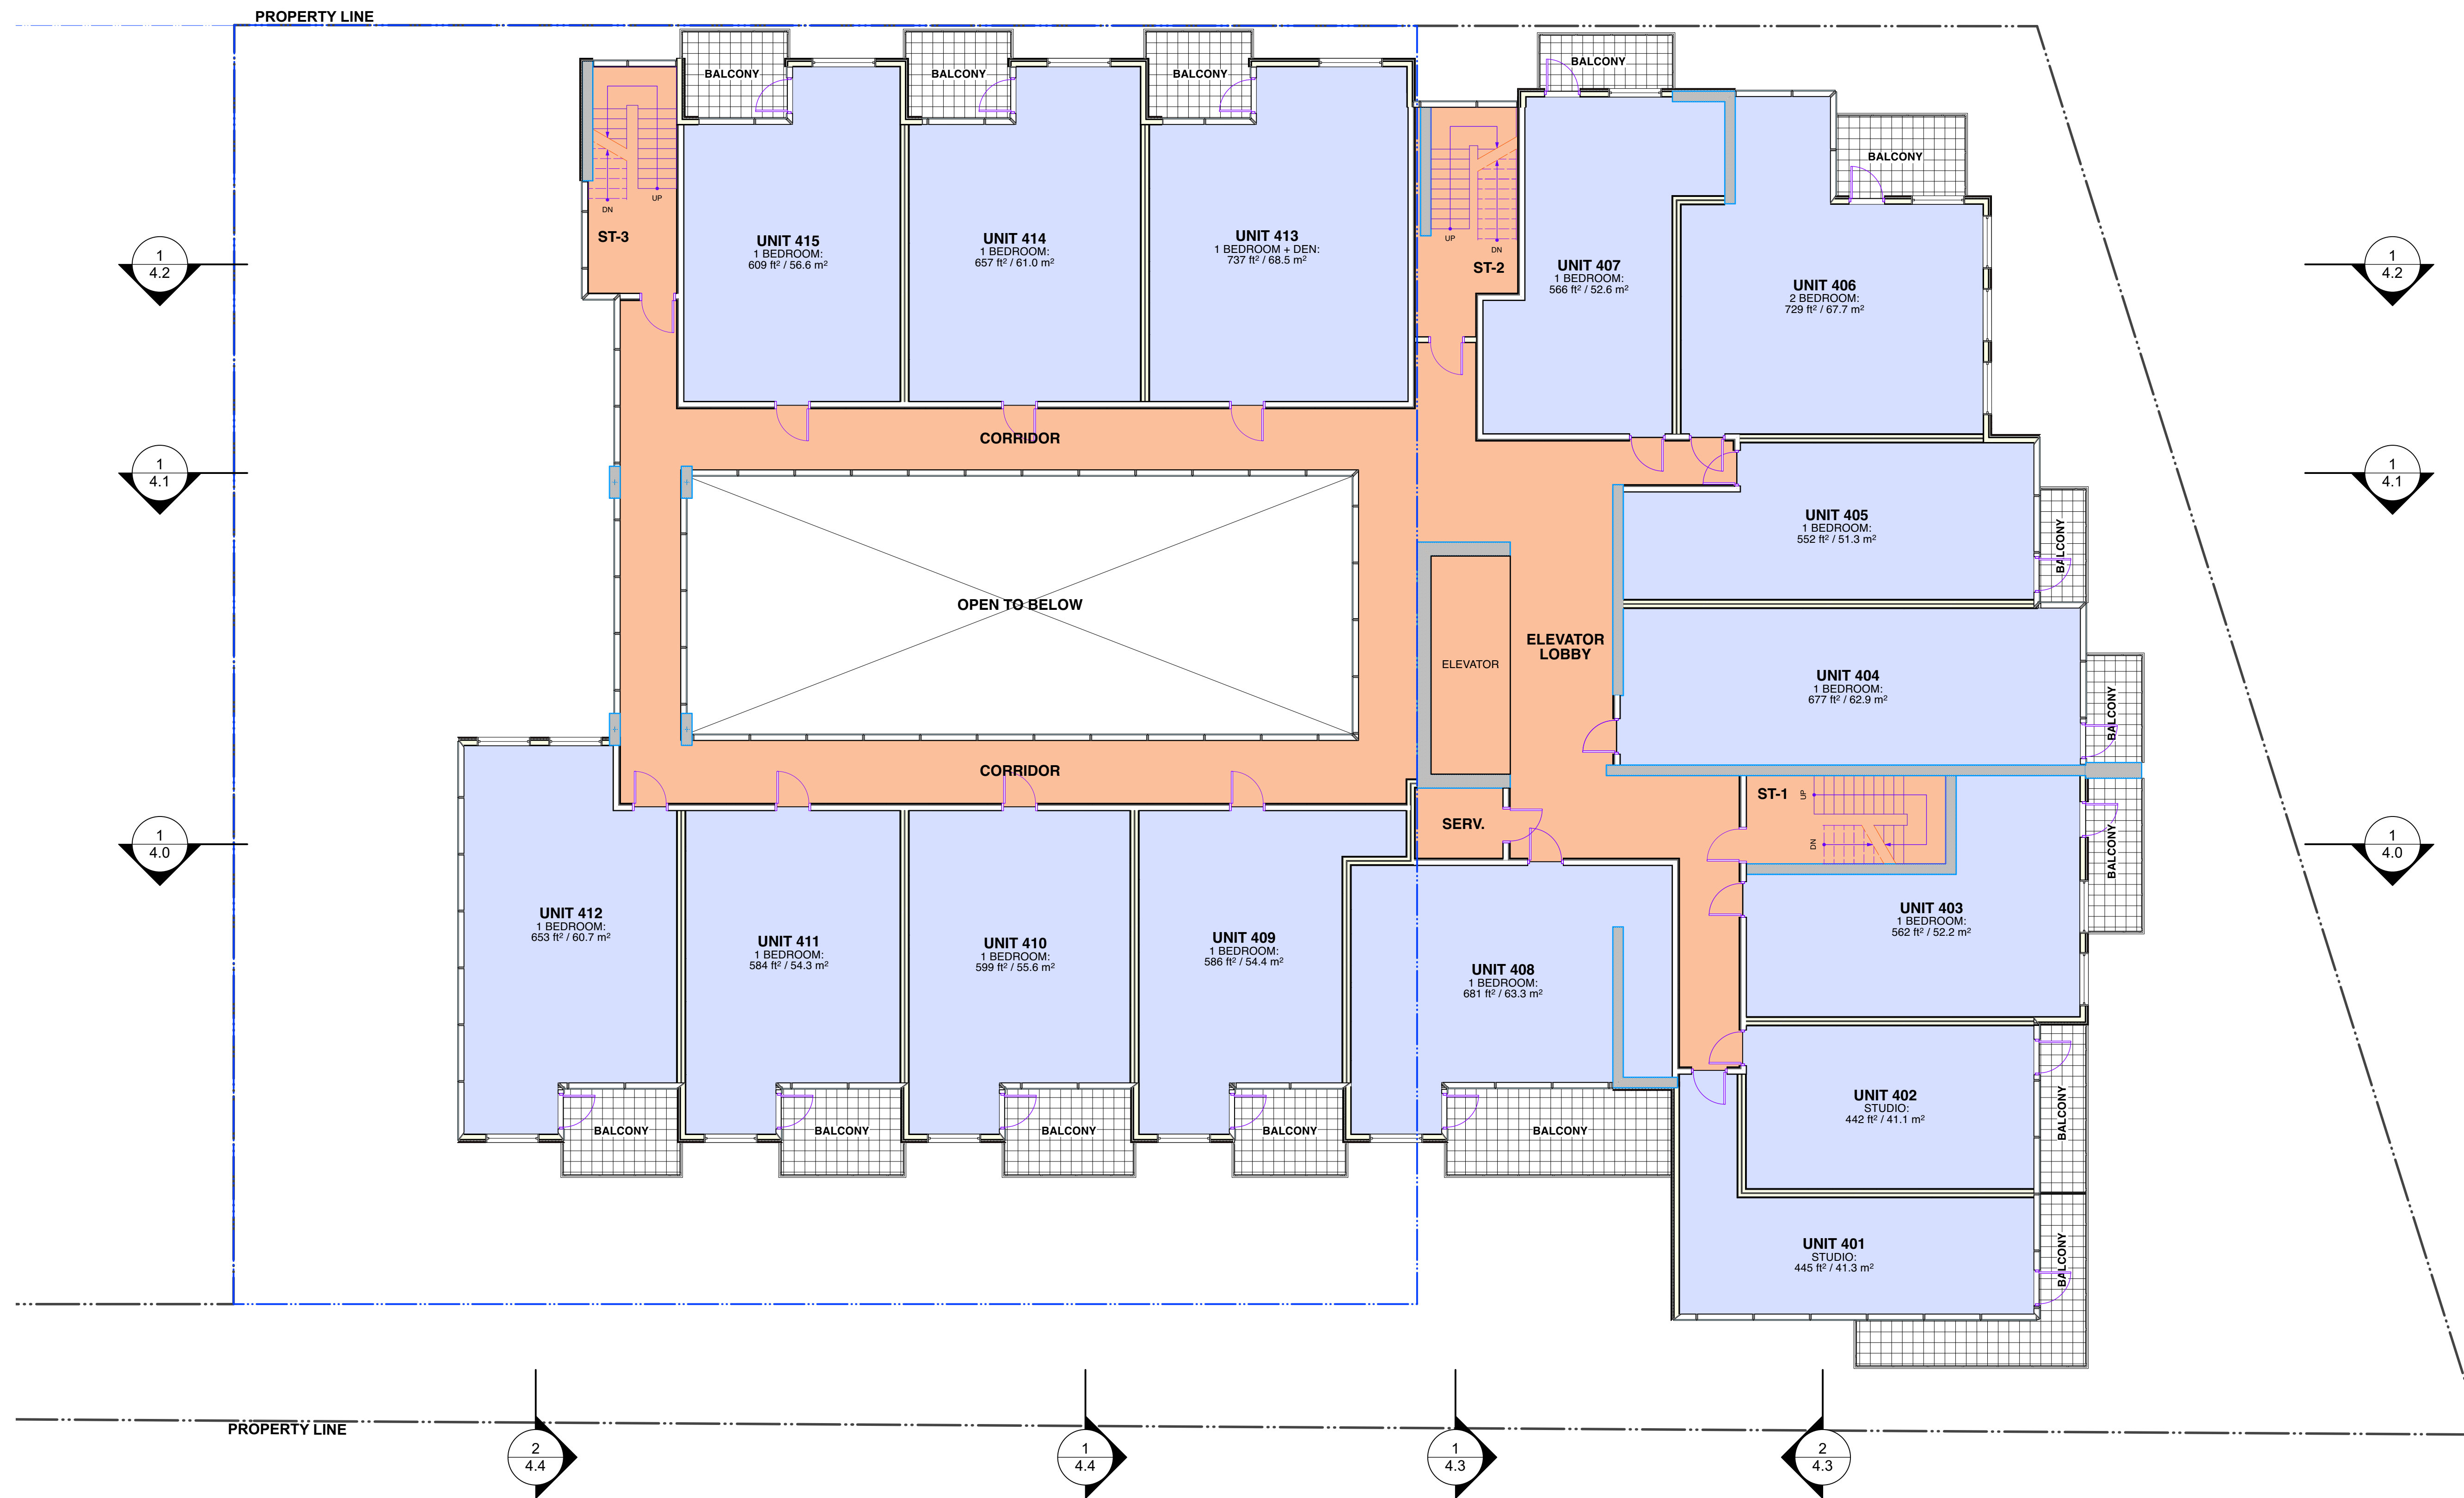 PROPERTY LINE
BALCONY
BALCONY
BALCONY
BALCONY
BALCONY
UP
DN
ST-3
UNIT 415
1 BEDROOM:
609 ft² / 56.6 m²
UNIT 414
1 BEDROOM:
657 ft² / 61.0 m²
UNIT 413
1 BEDROOM + DEN:
737 ft² / 68.5 m²
UP
DN
ST-2
UNIT 407
1 BEDROOM:
566 ft² / 52.6 m²
UNIT 406
2 BEDROOM:
729 ft² / 67.7 m²
1
4.2
1
4.2
CORRIDOR
1
4.1
1
4.1
UNIT 405
1 BEDROOM:
552 ft² / 51.3 m²
BALCONY
OPEN TO BELOW
ELEVATOR
ELEVATOR
LOBBY
UNIT 404
1 BEDROOM:
677 ft² / 62.9 m²
BALCONY
CORRIDOR
ST-1
UP
DN
SERV.
BALCONY
1
4.0
1
4.0
UNIT 412
1 BEDROOM:
653 ft² / 60.7 m²
UNIT 411
1 BEDROOM:
584 ft² / 54.3 m²
UNIT 410
1 BEDROOM:
599 ft² / 55.6 m²
UNIT 409
1 BEDROOM:
586 ft² / 54.4 m²
UNIT 408
1 BEDROOM:
681 ft² / 63.3 m²
UNIT 403
1 BEDROOM:
562 ft² / 52.2 m²
UNIT 402
STUDIO:
442 ft² / 41.1 m²
BALCONY
BALCONY
BALCONY
BALCONY
BALCONY
BALCONY
UNIT 401
STUDIO:
445 ft² / 41.3 m²
BALCONY
PROPERTY LINE
2
4.4
1
4.4
1
4.3
2
4.3